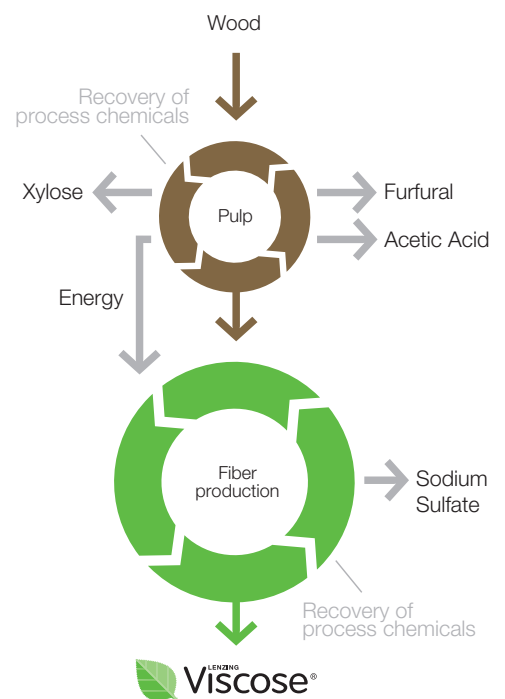 Wood
Recovery of
process chemicals
Xylose
Pulp
Furfural
Acetic Acid
Energy
Fiber
production
Sodium
Sulfate
Recovery of
process chemicals
LENZING
Viscose®